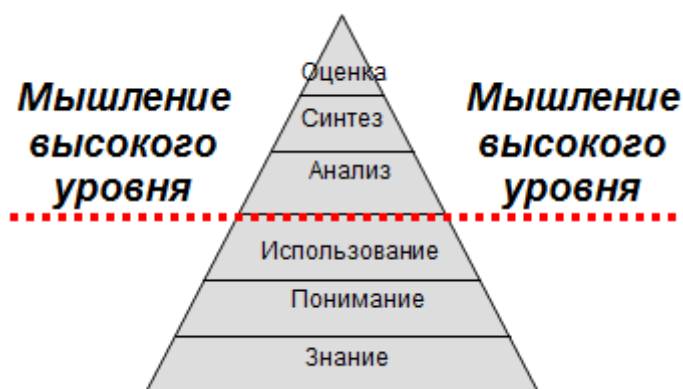 Оценка
Синтез
Анализ
Мышление
высокого
уровня
Мышление
высокого
уровня
Использование
Понимание
Знание